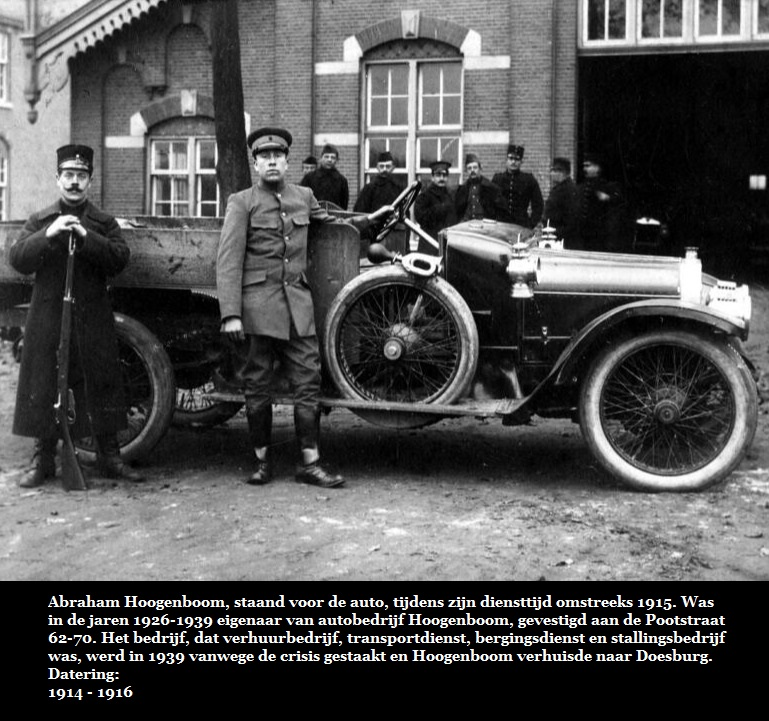 Abraham Hoogenboom, staand voor de auto, tijdens zijn diensttijd omstreeks 1915. Was
in de jaren 1926-1939 eigenaar van autobedrijf Hoogenboom, gevestigd aan de Pootstraat
62-70. Het bedrijf, dat verhuurbedrijf, transportdienst, bergingsdienst en stallingsbedrijf
was, werd in 1939 vanwege de crisis gestaakt en Hoogenboom verhuisde naar Doesburg.
Datering:
1914 - 1916